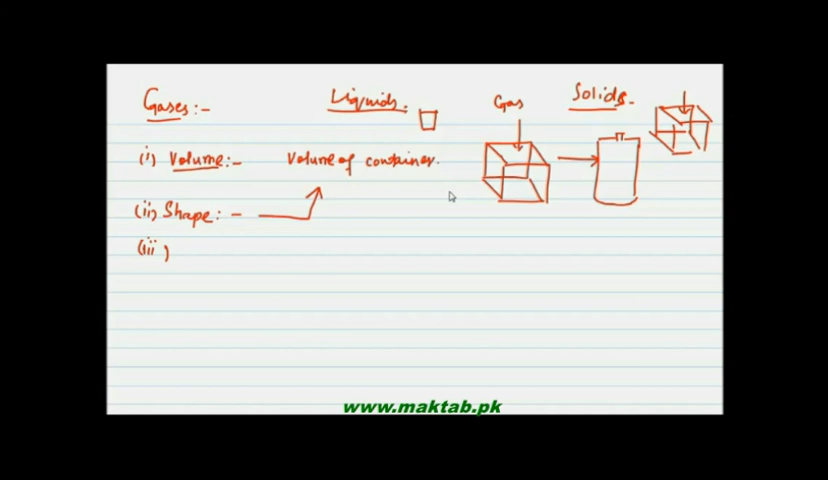 Gases:- Liquids. Gas Solids.
(i) Volume:- Volume of container.
(ii) Shape:-
(iii)
www.maktab.pk